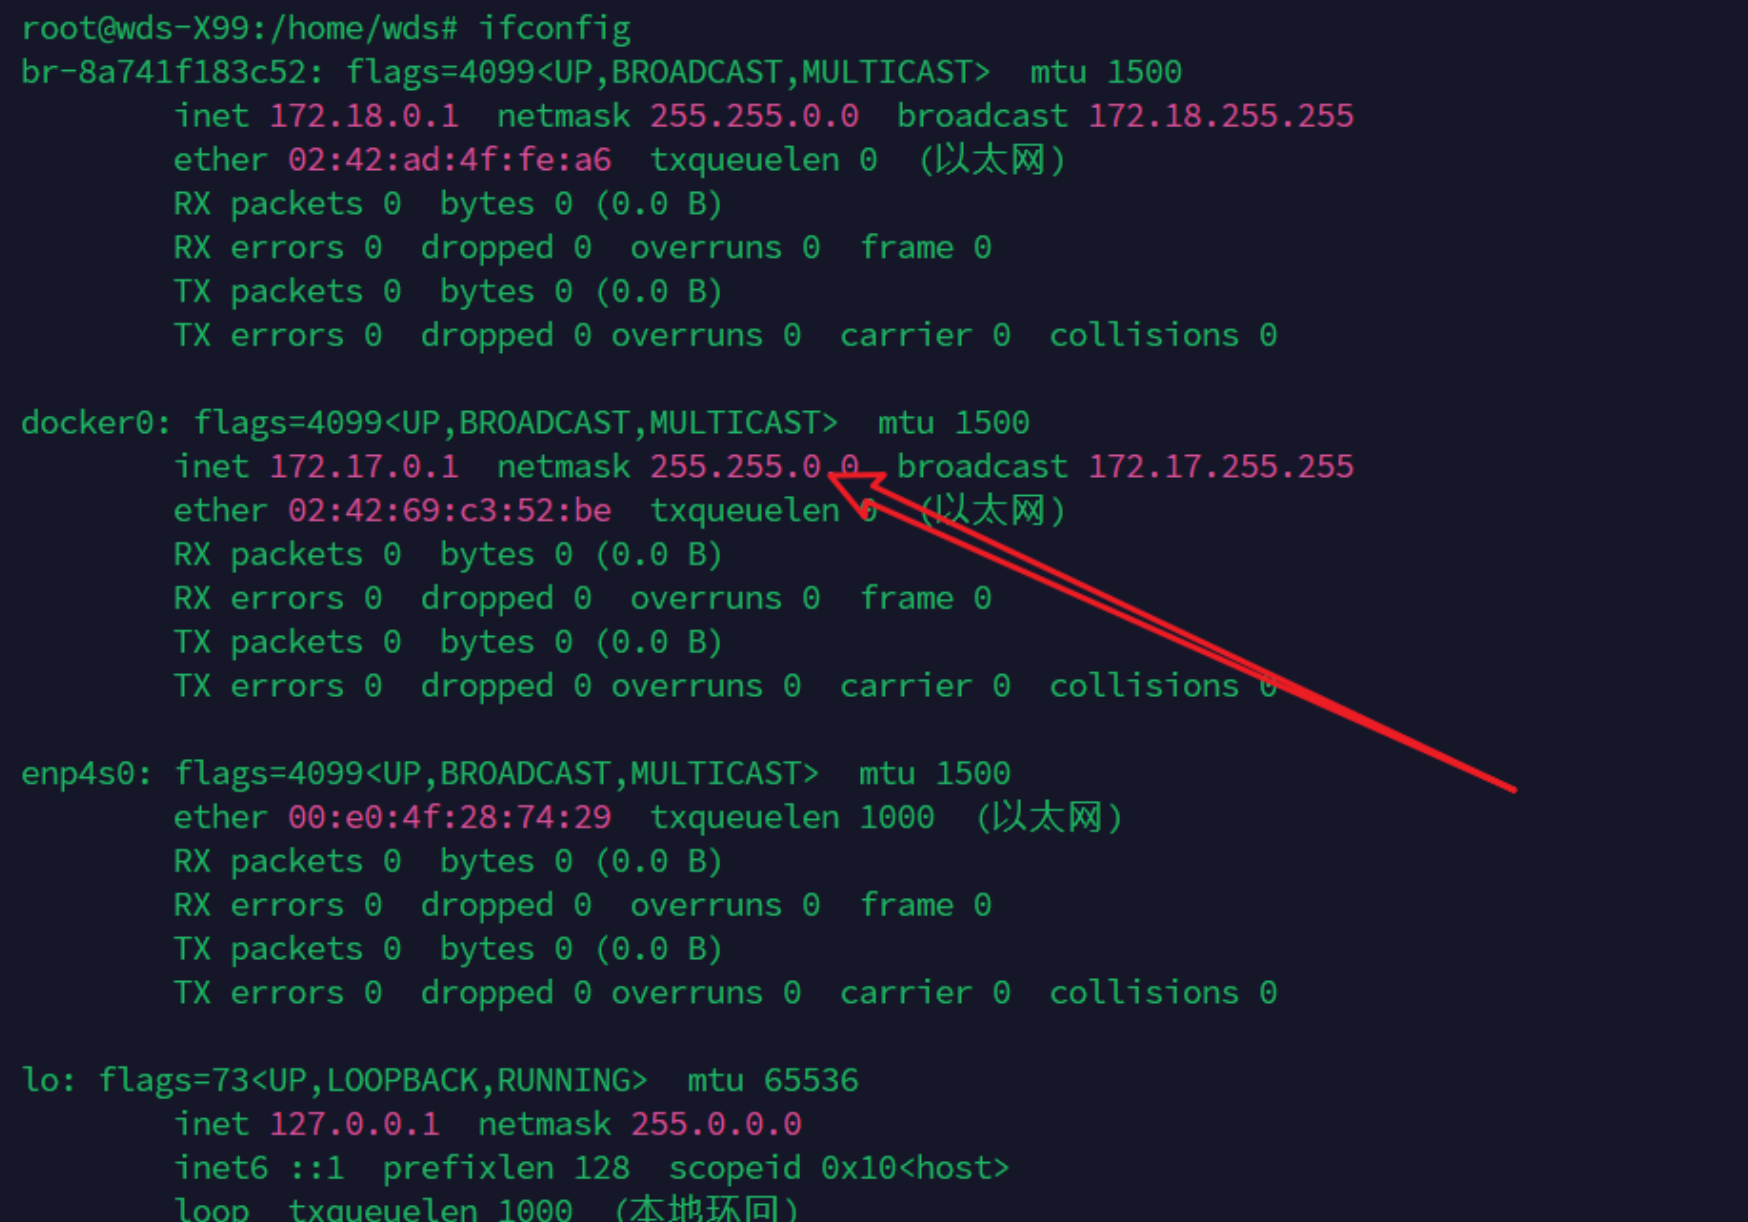 root@wds-X99:/home/wds# ifconfig
br-8a741f183c52: flags=4099<UP,BROADCAST,MULTICAST>  mtu 1500
        inet 172.18.0.1  netmask 255.255.0.0  broadcast 172.18.255.255
        ether 02:42:ad:4f:fe:a6  txqueuelen 0  (以太网)
        RX packets 0  bytes 0 (0.0 B)
        RX errors 0  dropped 0  overruns 0  frame 0
        TX packets 0  bytes 0 (0.0 B)
        TX errors 0  dropped 0 overruns 0  carrier 0  collisions 0
docker0: flags=4099<UP,BROADCAST,MULTICAST>  mtu 1500
        inet 172.17.0.1  netmask 255.255.0.0  broadcast 172.17.255.255
        ether 02:42:69:c3:52:be  txqueuelen 0  (以太网)
        RX packets 0  bytes 0 (0.0 B)
        RX errors 0  dropped 0  overruns 0  frame 0
        TX packets 0  bytes 0 (0.0 B)
        TX errors 0  dropped 0 overruns 0  carrier 0  collisions 0
enp4s0: flags=4099<UP,BROADCAST,MULTICAST>  mtu 1500
        ether 00:e0:4f:28:74:29  txqueuelen 1000  (以太网)
        RX packets 0  bytes 0 (0.0 B)
        RX errors 0  dropped 0  overruns 0  frame 0
        TX packets 0  bytes 0 (0.0 B)
        TX errors 0  dropped 0 overruns 0  carrier 0  collisions 0
lo: flags=73<UP,LOOPBACK,RUNNING>  mtu 65536
        inet 127.0.0.1  netmask 255.0.0.0
        inet6 ::1  prefixlen 128  scopeid 0x10<host>
        loop  txqueuelen 1000  (本地环回)